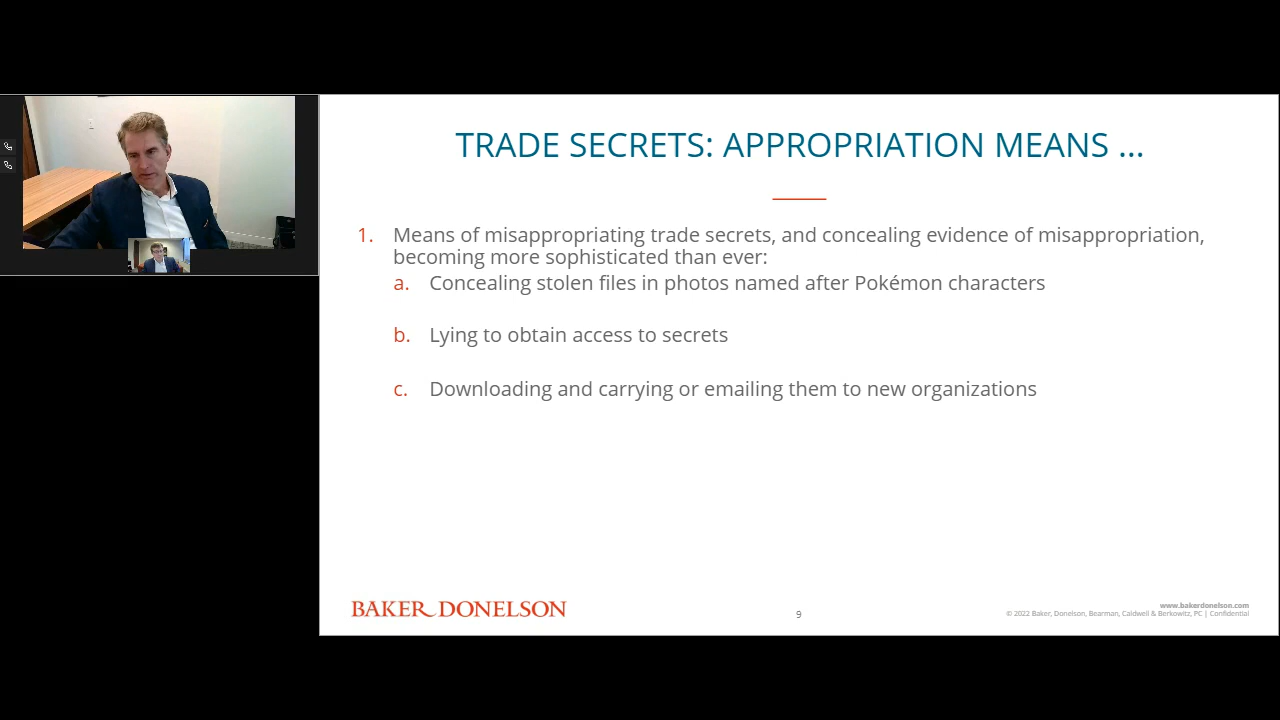 TRADE SECRETS: APPROPRIATION MEANS ...
1. Means of misappropriating trade secrets, and concealing evidence of misappropriation,
becoming more sophisticated than ever:
a. Concealing stolen files in photos named after Pokémon characters
b. Lying to obtain access to secrets
c. Downloading and carrying or emailing them to new organizations
BAKER DONELSON
9
www.bakerdonelson.com
© 2022 Baker, Donelson, Bearman, Caldwell & Berkowitz, PC | Confidential